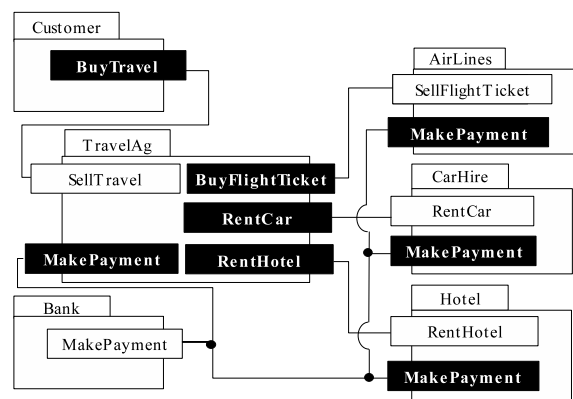 Customer
BuyTravel
AirLines
SellFlightTicket
MakePayment
TravelAg
SellTravel
BuyFlightTicket
RentCar
MakePayment
RentHotel
CarHire
RentCar
MakePayment
Bank
MakePayment
Hotel
RentHotel
MakePayment